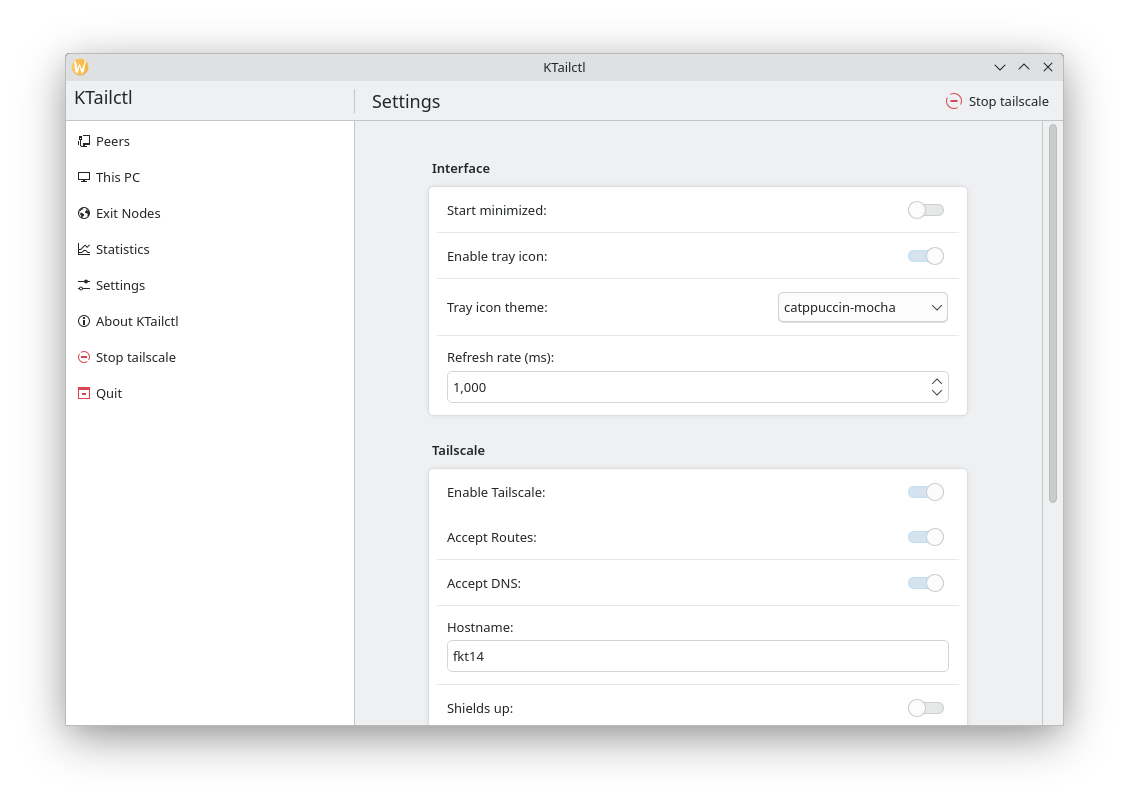 KTailctl
KTailctl
Settings
Stop tailscale
Peers
This PC
Exit Nodes
Statistics
Settings
About KTailctl
Stop tailscale
Quit
Interface
Start minimized:
Enable tray icon:
Tray icon theme:
catppuccin-mocha
Refresh rate (ms):
1,000
Tailscale
Enable Tailscale:
Accept Routes:
Accept DNS:
Hostname:
fkt14
Shields up: